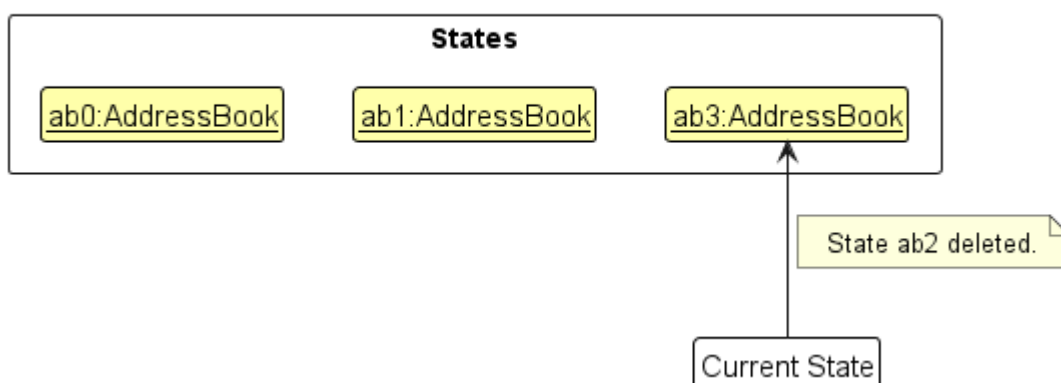 States
ab0:AddressBook
ab1:AddressBook
ab3:AddressBook
State ab2 deleted.
Current State